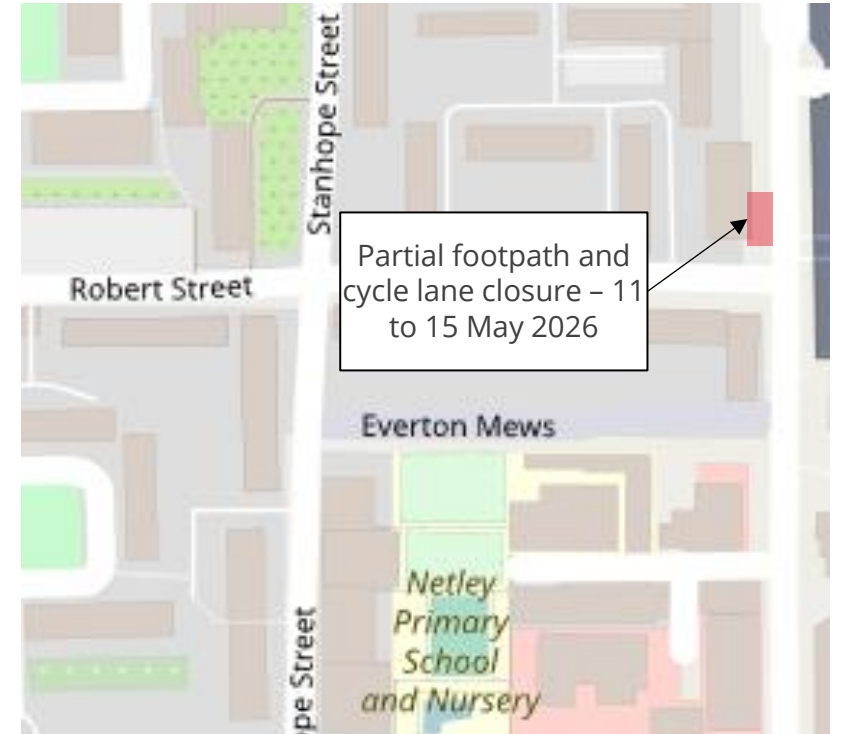 Stanhope Street
Partial footpath and
cycle lane closure – 11
to 15 May 2026
Robert Street
Everton Mews
Netley
Primary
School
and Nursery
ope Street